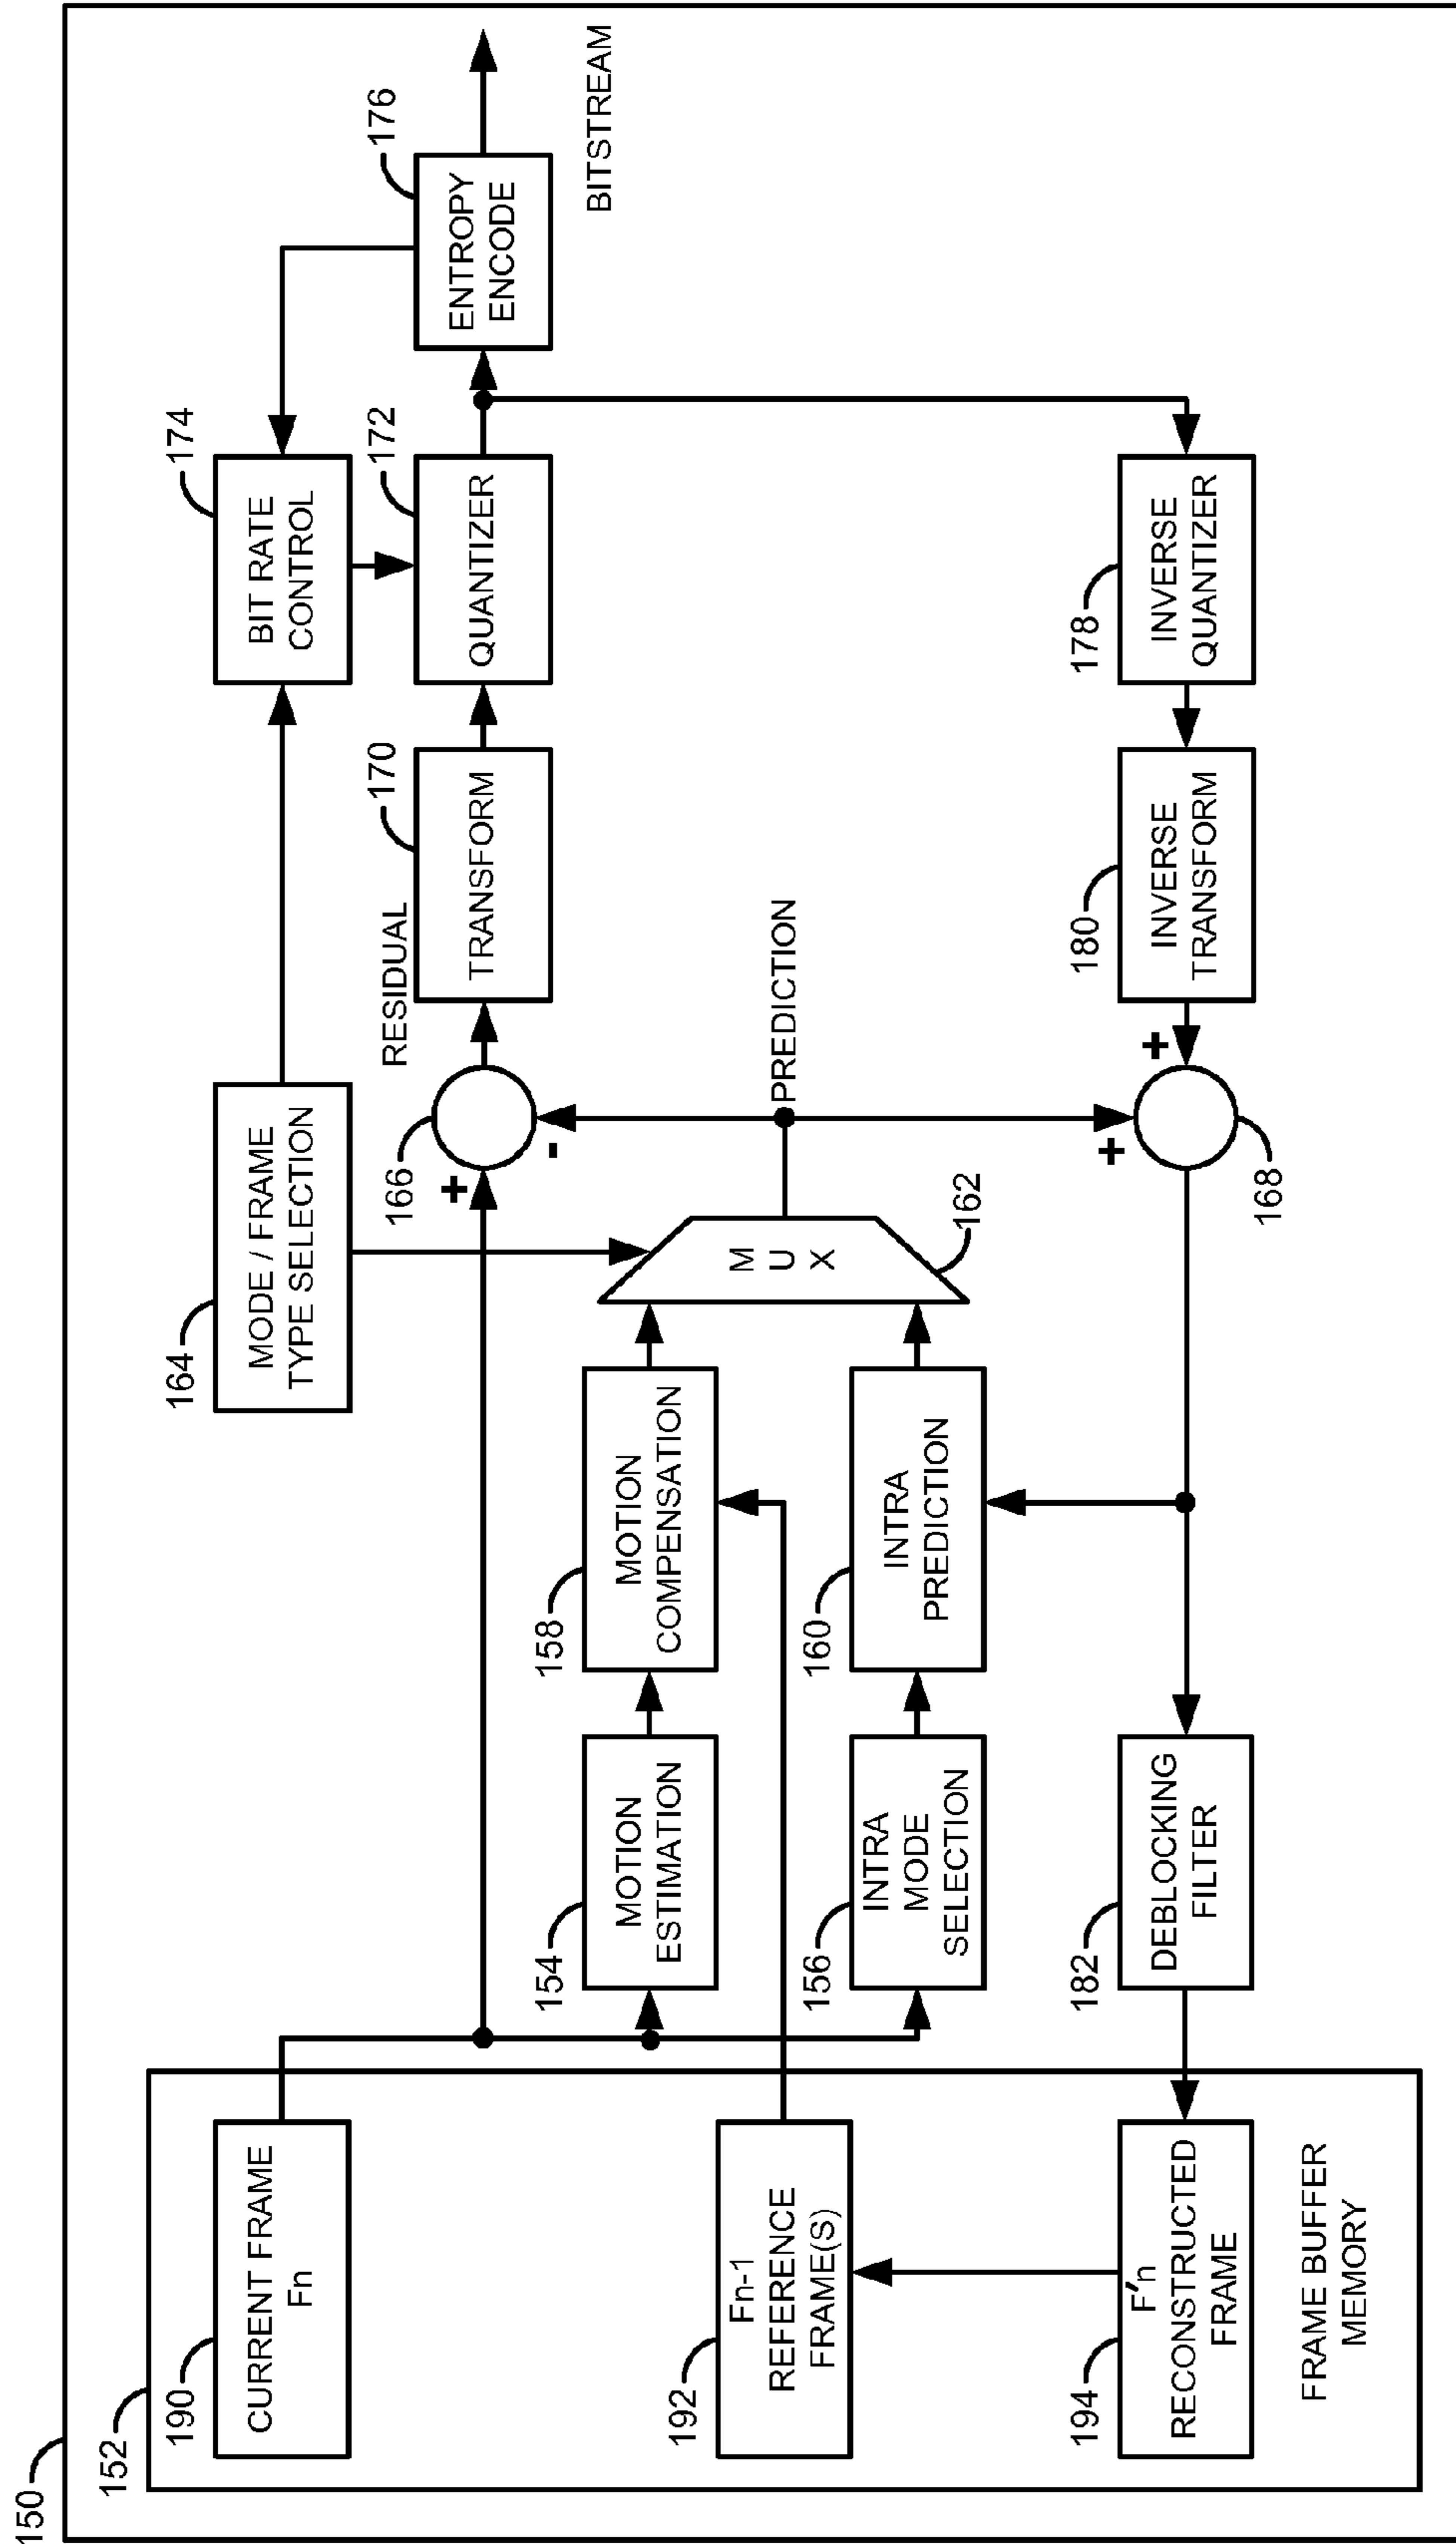 150
152
190
CURRENT FRAME
Fn
192
Fn-1
REFERENCE
FRAME(S)
194
F'n
RECONSTRUCTED
FRAME
FRAME BUFFER
MEMORY
154
MOTION
ESTIMATION
156
INTRA
MODE
SELECTION
182
DEBLOCKING
FILTER
158
MOTION
COMPENSATION
160
INTRA
PREDICTION
164
MODE / FRAME
TYPE SELECTION
M
U
X
162
166
+
-
RESIDUAL
PREDICTION
+
+
168
170
TRANSFORM
180
INVERSE
TRANSFORM
174
BIT RATE
CONTROL
172
QUANTIZER
178
INVERSE
QUANTIZER
176
ENTROPY
ENCODE
BITSTREAM